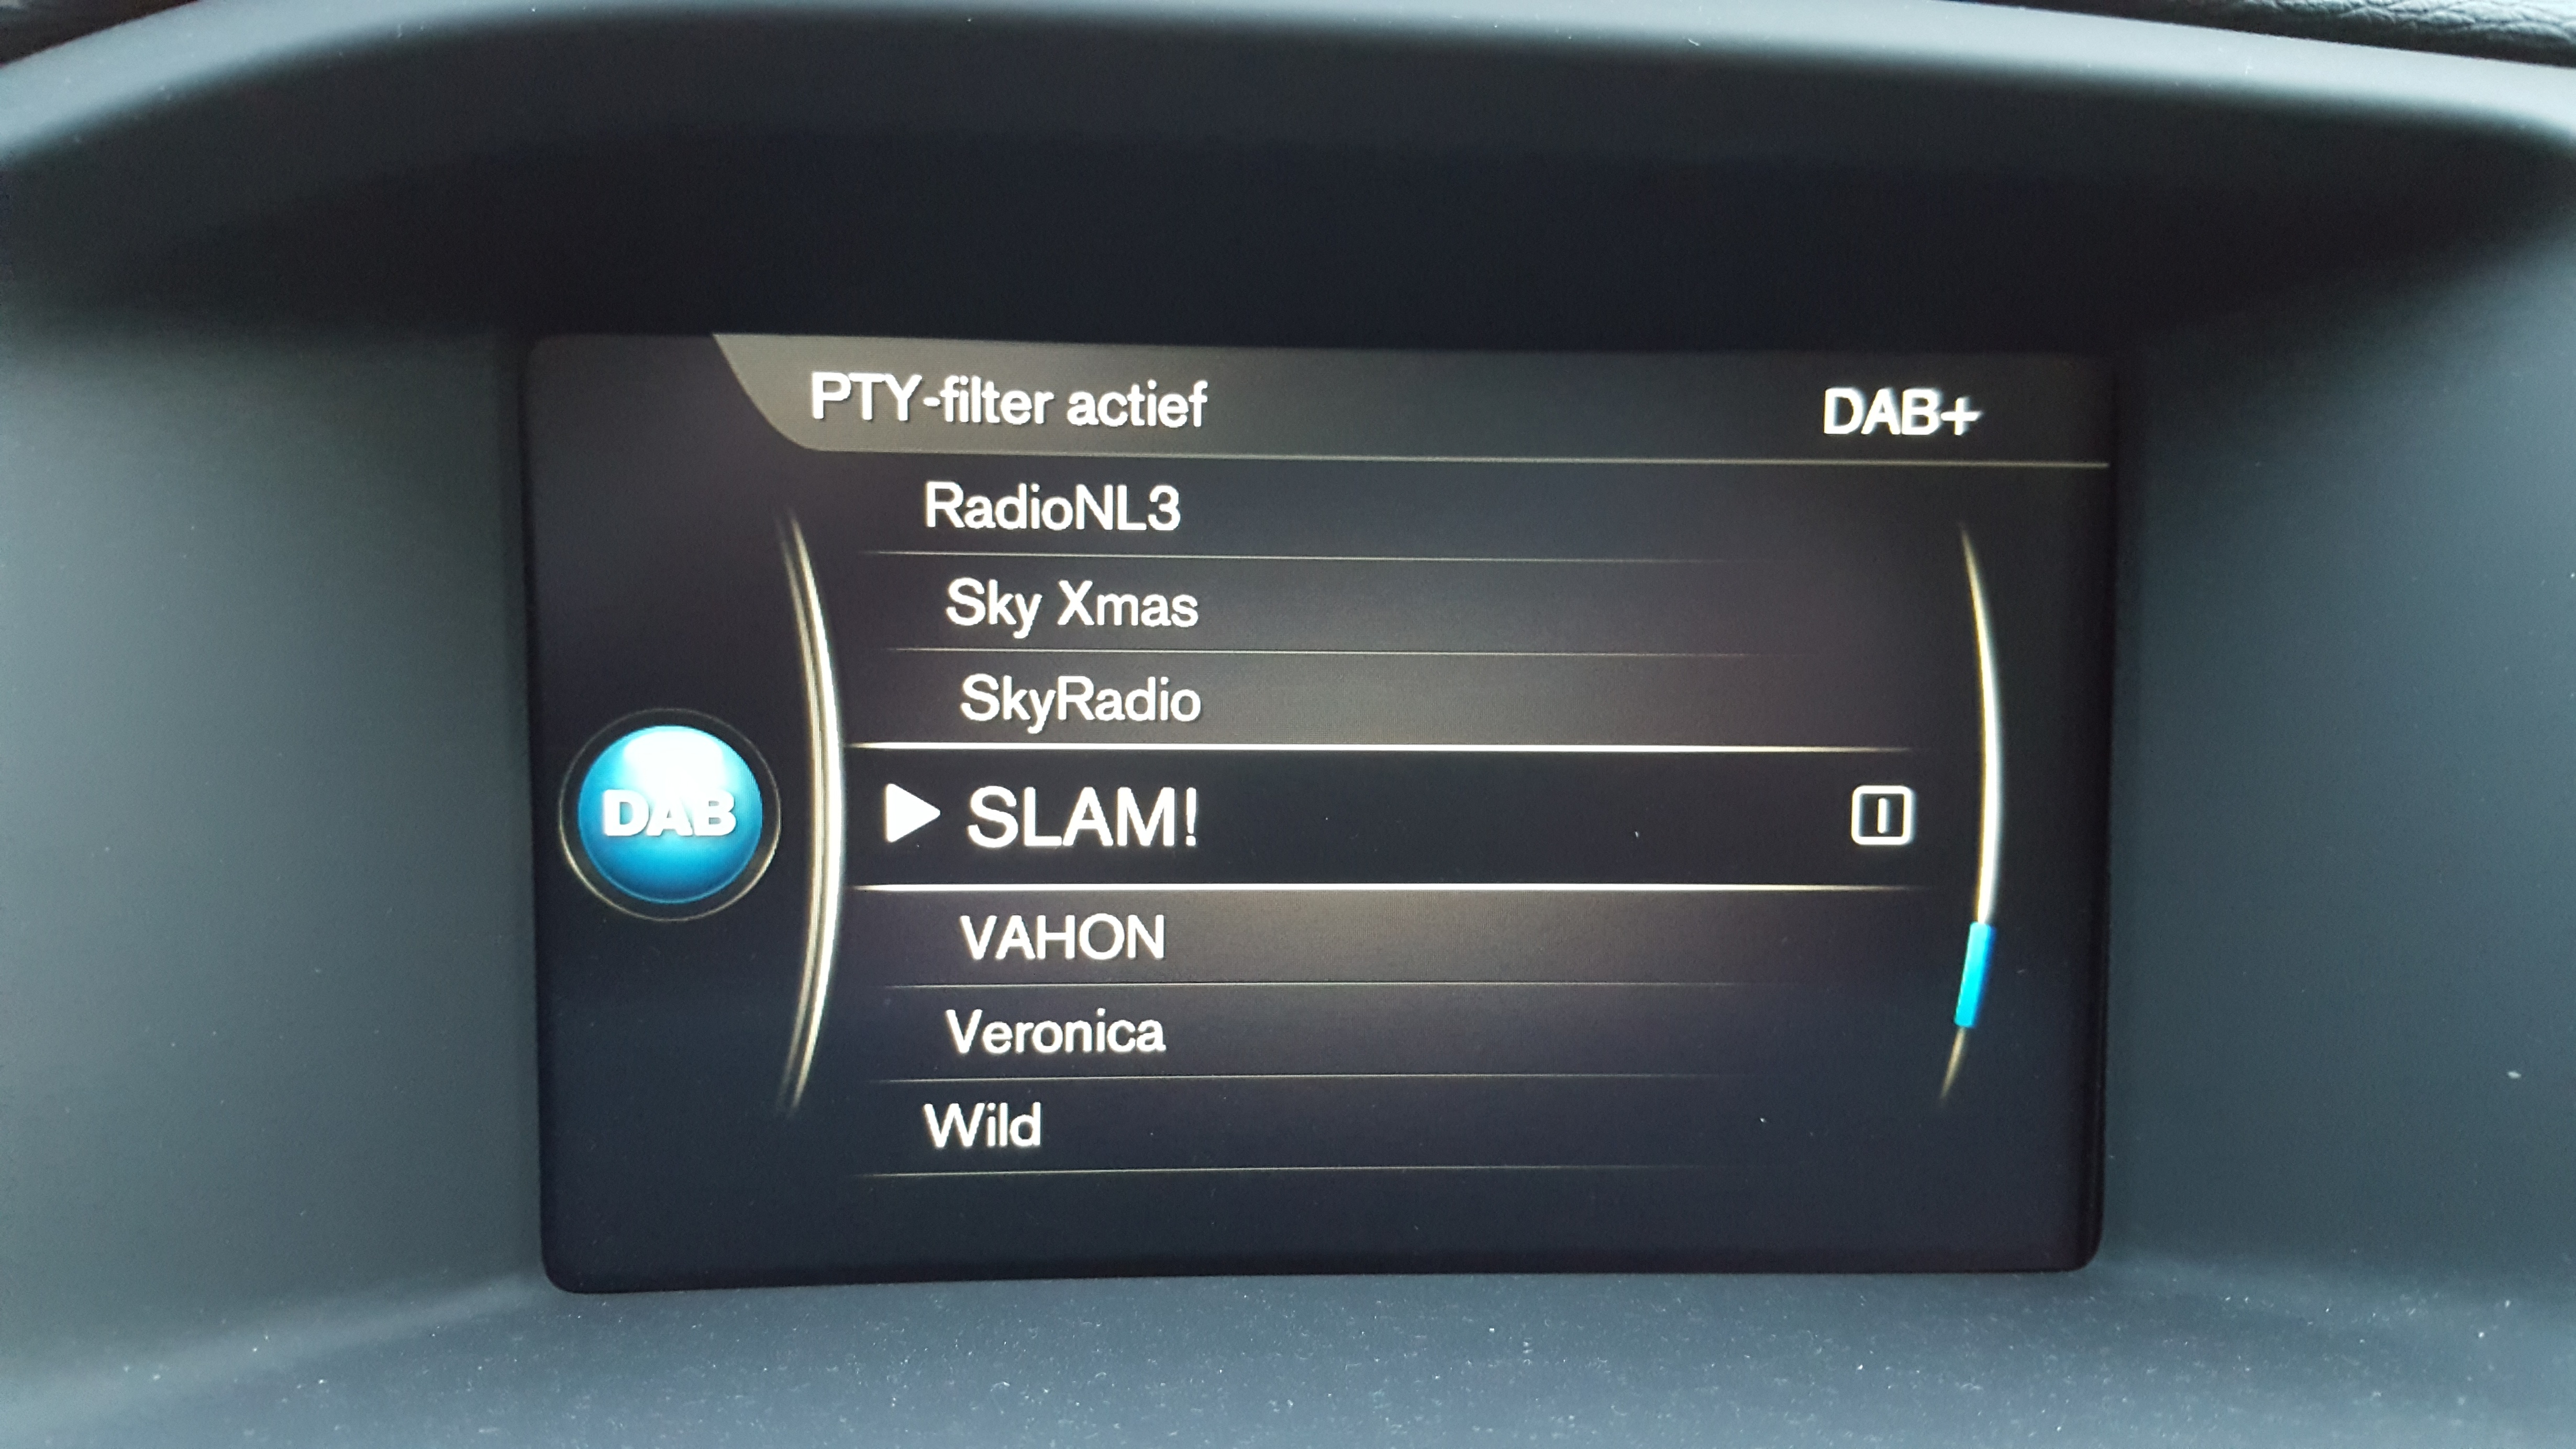 PTY-filter actief DAB+
RadioNL3
Sky Xmas
SkyRadio
DAB
SLAM!
VAHON
Veronica
Wild